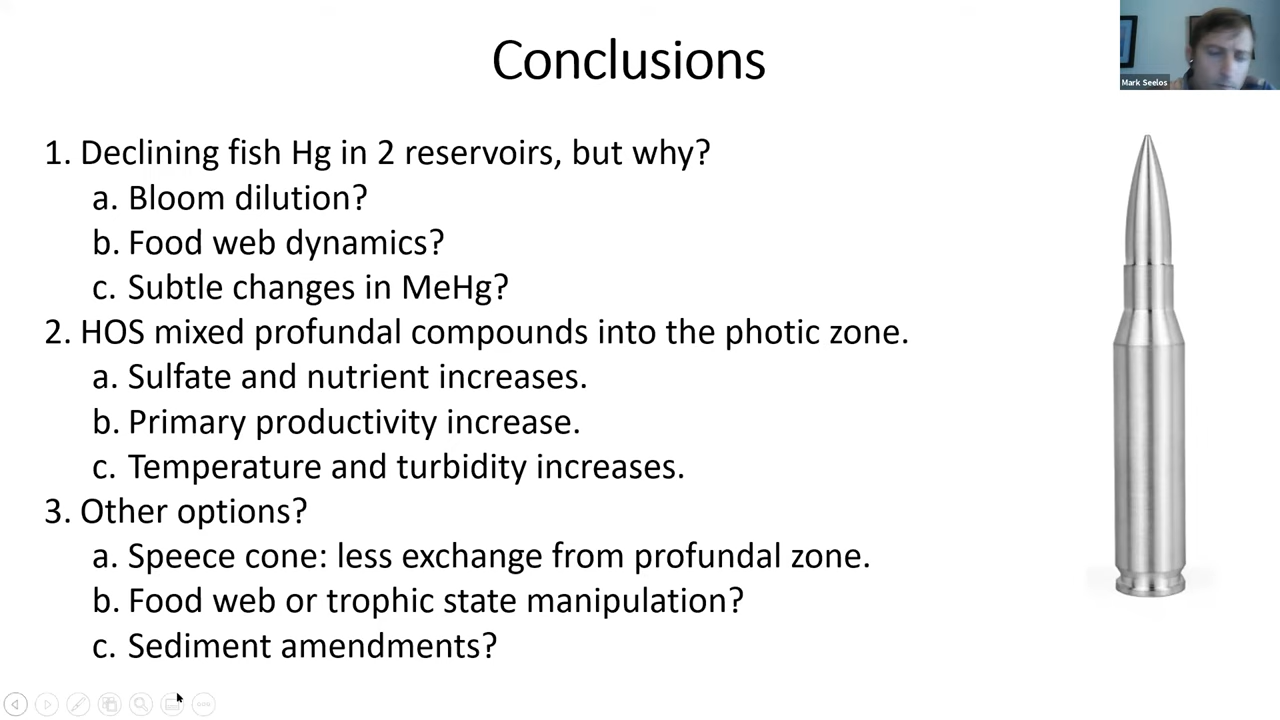 Conclusions
Mark Seelos
1. Declining fish Hg in 2 reservoirs, but why?
a. Bloom dilution?
b. Food web dynamics?
c. Subtle changes in MeHg?
2. HOS mixed profundal compounds into the photic zone.
a. Sulfate and nutrient increases.
b. Primary productivity increase.
c. Temperature and turbidity increases.
3. Other options?
a. Speece cone: less exchange from profundal zone.
b. Food web or trophic state manipulation?
c. Sediment amendments?